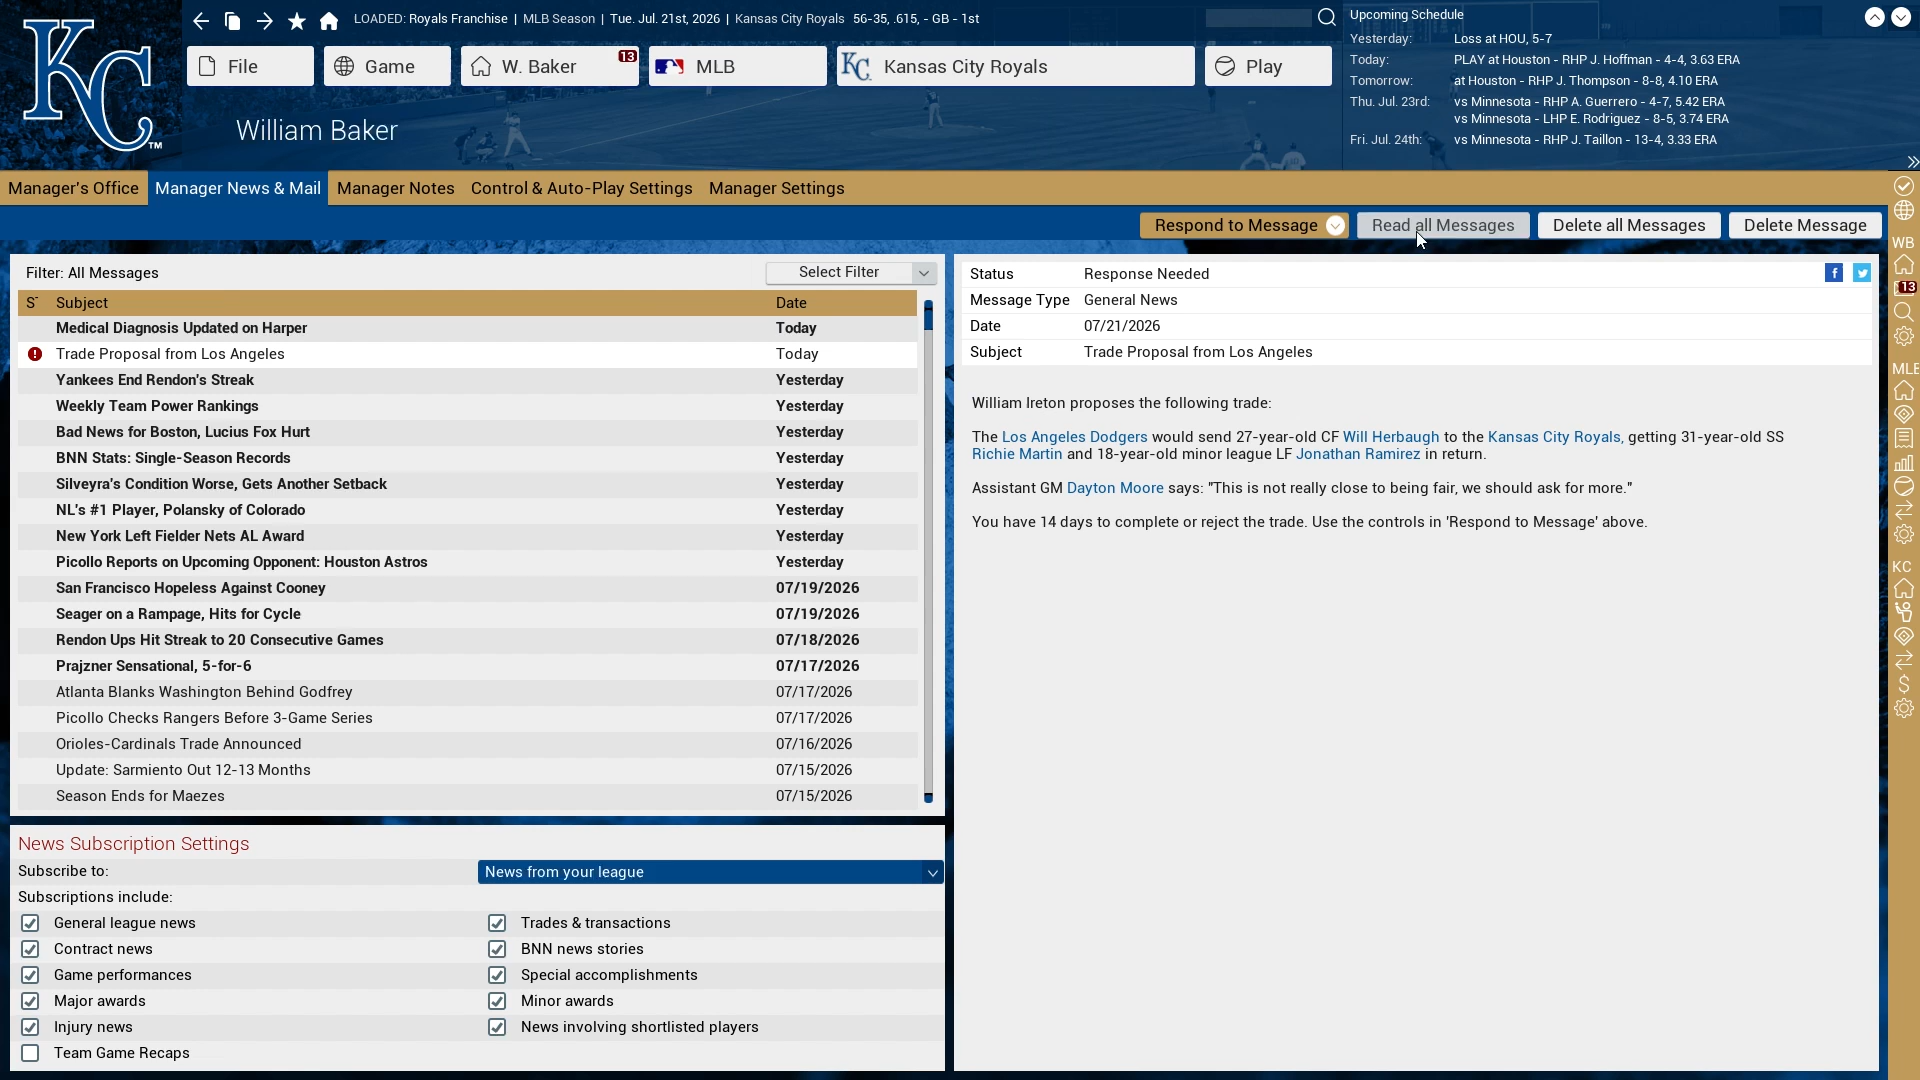 LOADED: Royals Franchise | MLB Season | Tue. Jul. 21st, 2026 | Kansas City Royals 56-35, .615, - GB - 1st
KC
TM
File
Game
W. Baker
13
MLB
KC
Kansas City Royals
Play
William Baker
Upcoming Schedule
Yesterday: Loss at HOU, 5-7
Today: PLAY at Houston - RHP J. Hoffman - 4-4, 3.63 ERA
Tomorrow: at Houston - RHP J. Thompson - 8-8, 4.10 ERA
Thu. Jul. 23rd: vs Minnesota - RHP A. Guerrero - 4-7, 5.42 ERA
vs Minnesota - LHP E. Rodriguez - 8-5, 3.74 ERA
Fri. Jul. 24th: vs Minnesota - RHP J. Taillon - 13-4, 3.33 ERA
Manager's Office Manager News & Mail Manager Notes Control & Auto-Play Settings Manager Settings
Respond to Message Read all Messages Delete all Messages Delete Message
Filter: All Messages Select Filter
S Subject Date
Medical Diagnosis Updated on Harper Today
Trade Proposal from Los Angeles Today
Yankees End Rendon's Streak Yesterday
Weekly Team Power Rankings Yesterday
Bad News for Boston, Lucius Fox Hurt Yesterday
BNN Stats: Single-Season Records Yesterday
Silveyra's Condition Worse, Gets Another Setback Yesterday
NL's #1 Player, Polansky of Colorado Yesterday
New York Left Fielder Nets AL Award Yesterday
Picollo Reports on Upcoming Opponent: Houston Astros Yesterday
San Francisco Hopeless Against Cooney 07/19/2026
Seager on a Rampage, Hits for Cycle 07/19/2026
Rendon Ups Hit Streak to 20 Consecutive Games 07/18/2026
Prajzner Sensational, 5-for-6 07/17/2026
Atlanta Blanks Washington Behind Godfrey 07/17/2026
Picollo Checks Rangers Before 3-Game Series 07/17/2026
Orioles-Cardinals Trade Announced 07/16/2026
Update: Sarmiento Out 12-13 Months 07/15/2026
Season Ends for Maezes 07/15/2026
News Subscription Settings
Subscribe to: News from your league
Subscriptions include:
General league news Trades & transactions
Contract news BNN news stories
Game performances Special accomplishments
Major awards Minor awards
Injury news News involving shortlisted players
Team Game Recaps
Status Response Needed
Message Type General News
Date 07/21/2026
Subject Trade Proposal from Los Angeles
William Ireton proposes the following trade:
The Los Angeles Dodgers would send 27-year-old CF Will Herbaugh to the Kansas City Royals, getting 31-year-old SS
Richie Martin and 18-year-old minor league LF Jonathan Ramirez in return.
Assistant GM Dayton Moore says: "This is not really close to being fair, we should ask for more."
You have 14 days to complete or reject the trade. Use the controls in 'Respond to Message' above.
WB
13
MLB
KC